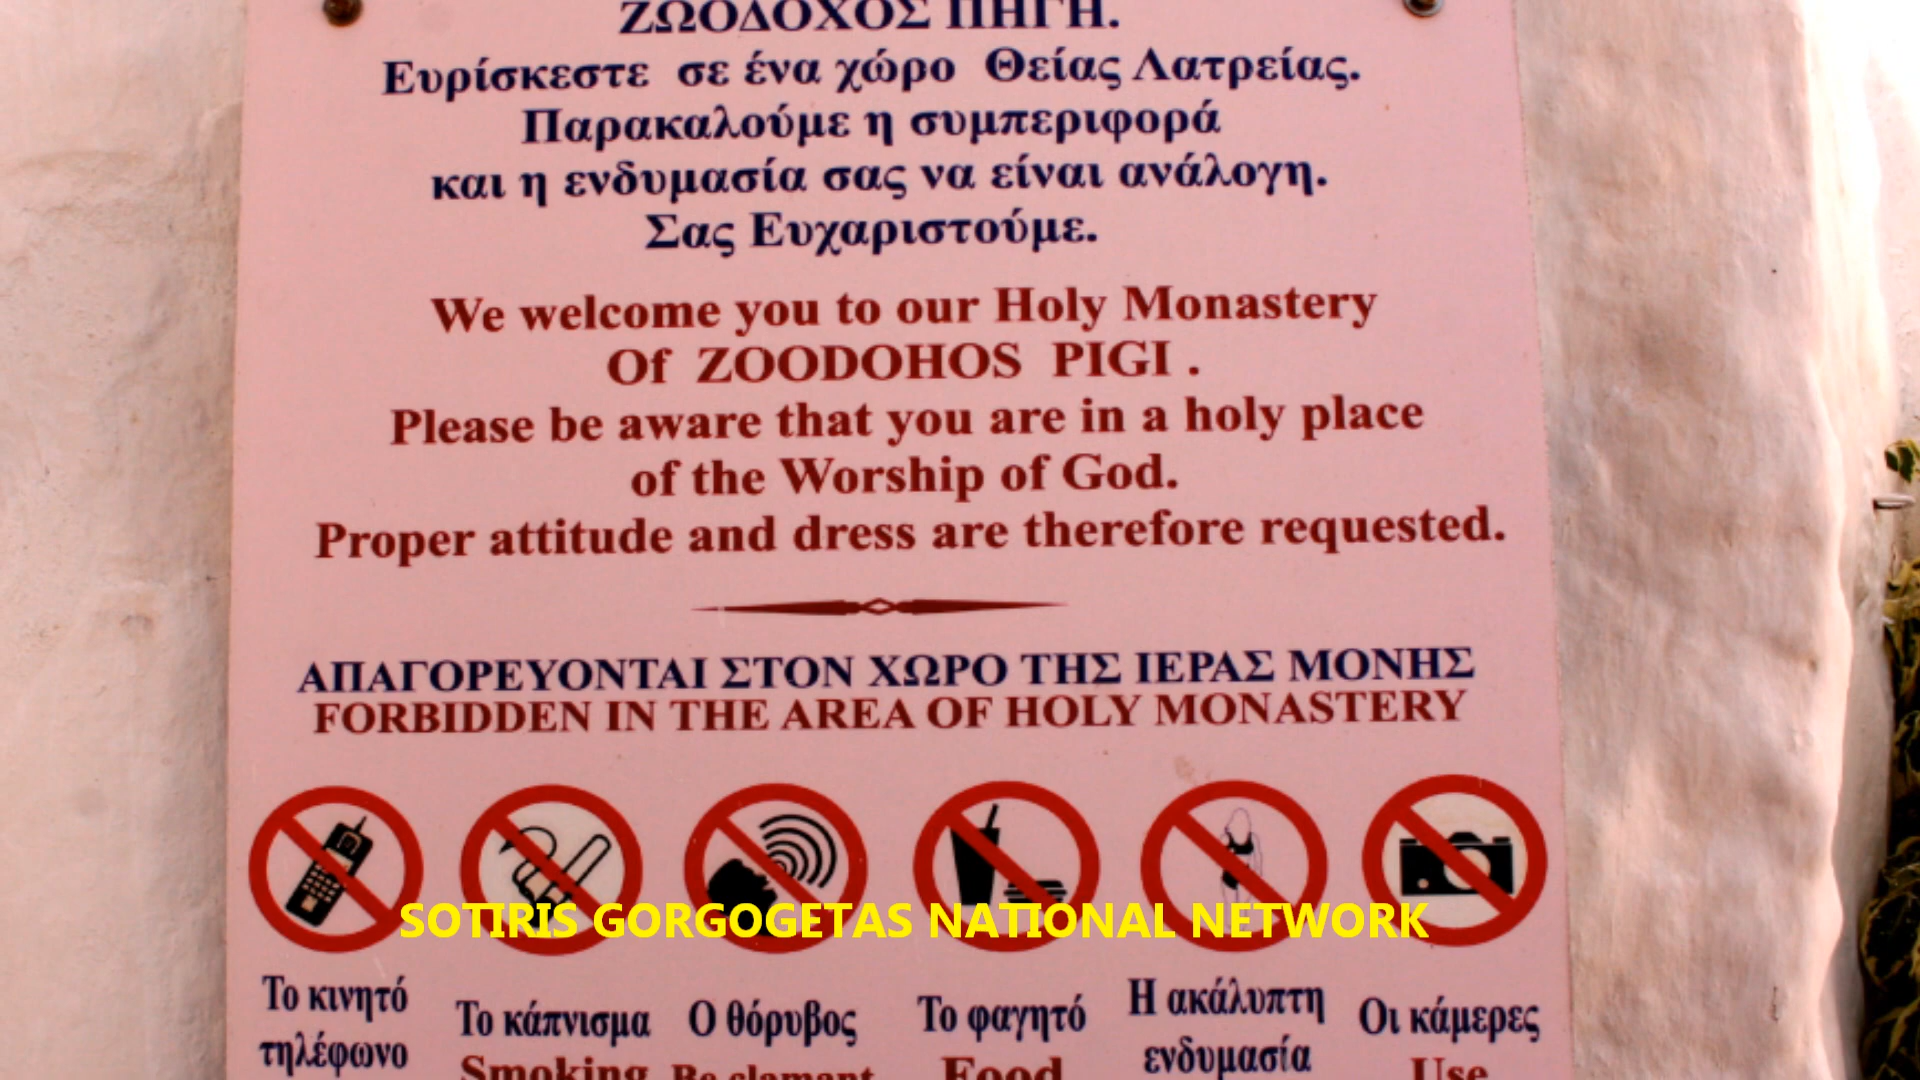 ΖΩΟΔΟΧΟΣ ΠΗΓΗ.
Ευρίσκεστε σε ένα χώρο Θείας Λατρείας.
Παρακαλούμε η συμπεριφορά
και η ενδυμασία σας να είναι ανάλογη.
Σας Ευχαριστούμε.
We welcome you to our Holy Monastery
Of ZOODOHOS PIGI .
Please be aware that you are in a holy place
of the Worship of God.
Proper attitude and dress are therefore requested.
ΑΠΑΓΟΡΕΥΟΝΤΑΙ ΣΤΟΝ ΧΩΡΟ ΤΗΣ ΙΕΡΑΣ ΜΟΝΗΣ
FORBIDDEN IN THE AREA OF HOLY MONASTERY
SOTIRIS GORGOGETAS NATIONAL NETWORK
Το κινητό
τηλέφωνο
Το κάπνισμα
Smoking
Ο θόρυβος
Be clamant
Το φαγητό
Food
Η ακάλυπτη
ενδυμασία
Οι κάμερες
Use